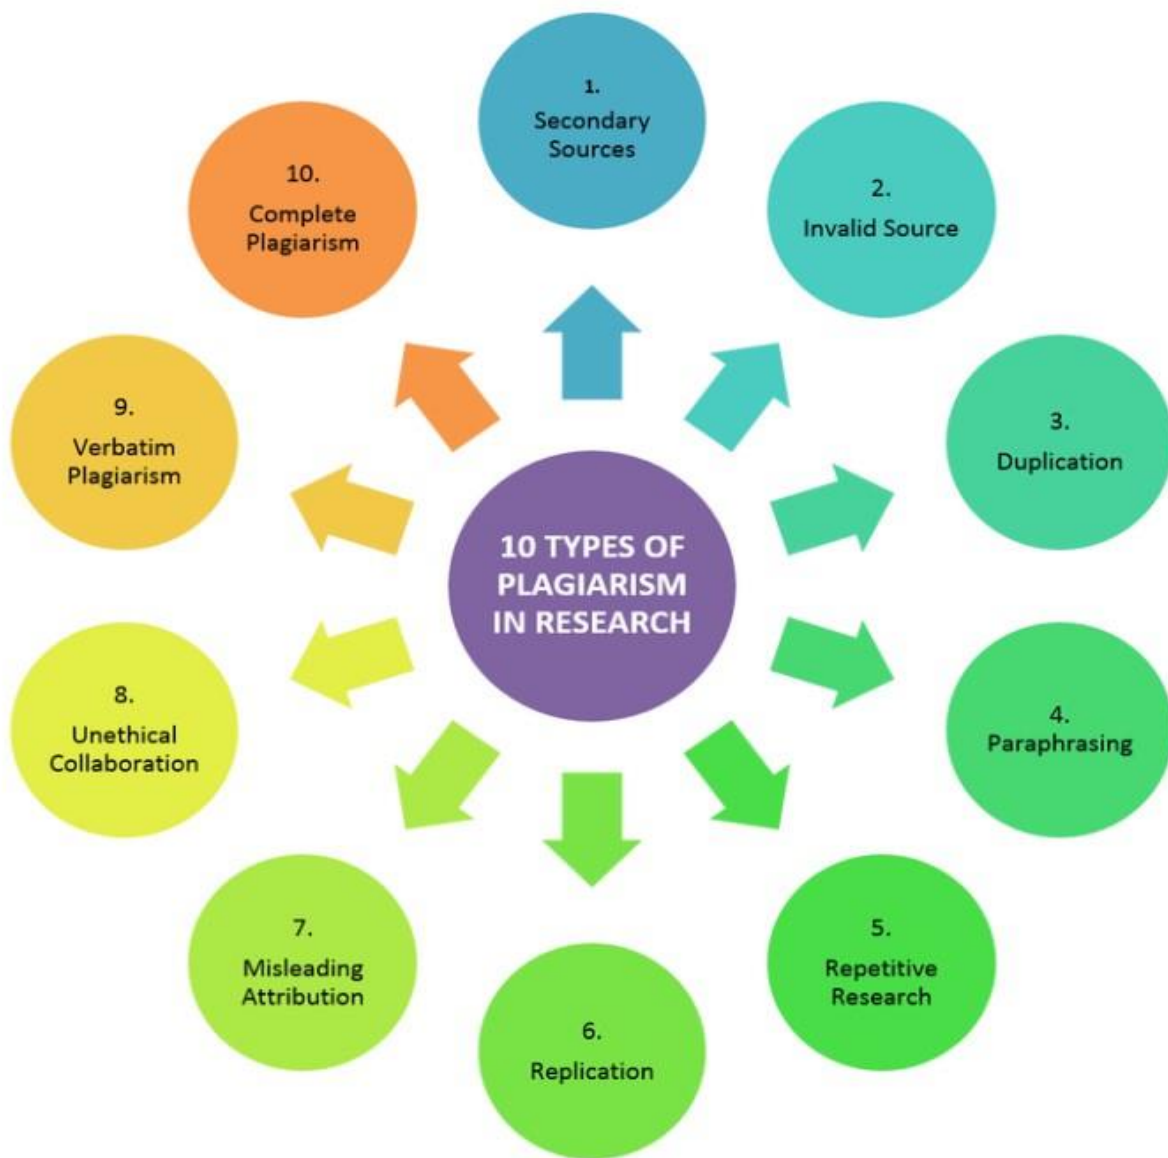 10 TYPES OF
PLAGIARISM
IN RESEARCH
1.
Secondary
Sources
2.
Invalid Source
3.
Duplication
4.
Paraphrasing
5.
Repetitive
Research
6.
Replication
7.
Misleading
Attribution
8.
Unethical
Collaboration
9.
Verbatim
Plagiarism
10.
Complete
Plagiarism